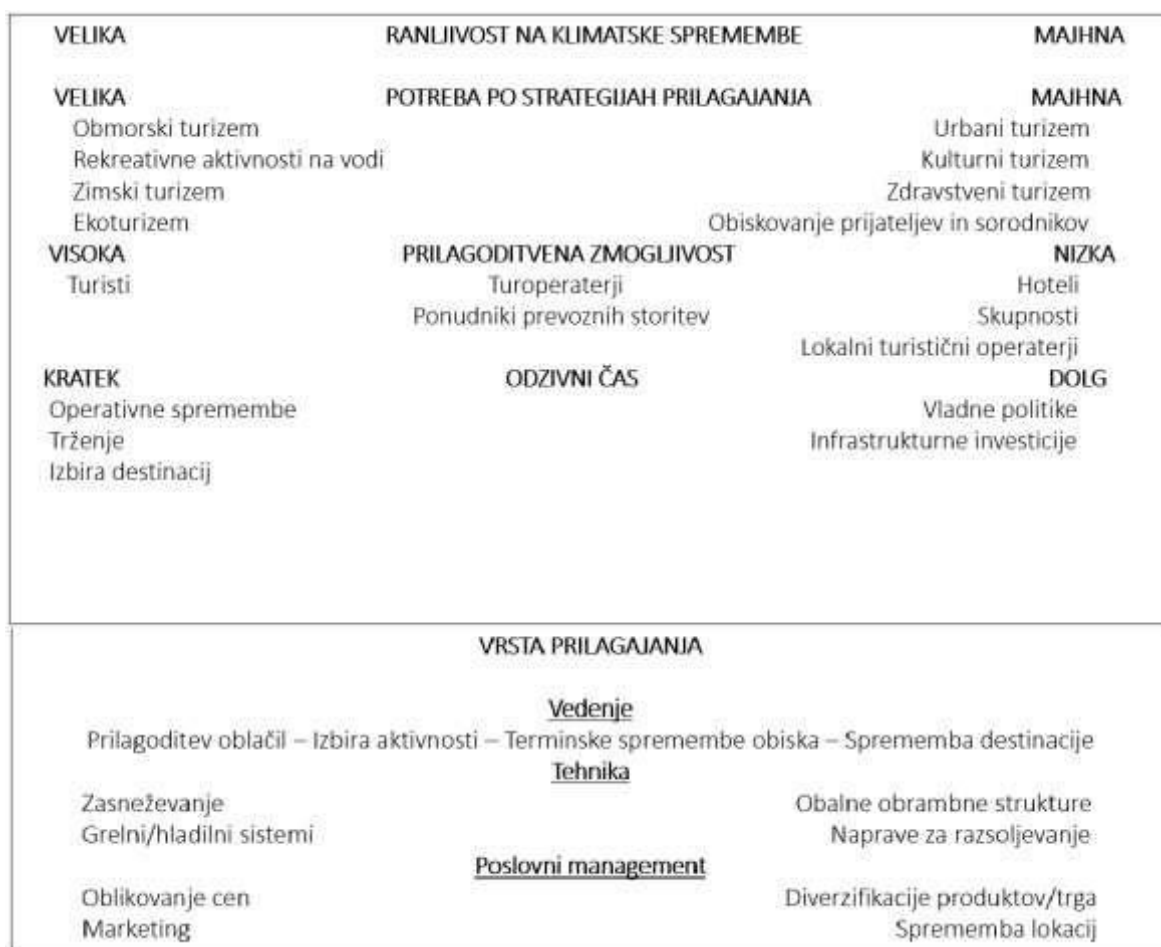 VELIKA RANLJIVOST NA KLIMATSKE SPREMEMBE MAJHNA
VELIKA POTREBA PO STRATEGIJAH PRILAGAJANJA MAJHNA
Obmorski turizem Urbani turizem
Rekreativne aktivnosti na vodi Kulturni turizem
Zimski turizem Zdravstveni turizem
Ekoturizem Obiskovanje prijateljev in sorodnikov
VISOKA PRILAGODITVENA ZMOGLJIVOST NIZKA
Turisti Turoperaterji Hoteli
Ponudniki prevoznih storitev Skupnosti
Lokalni turistični operaterji
KRATEK ODZIVNI ČAS DOLG
Operativne spremembe Vladne politike
Trženje Infrastrukturne investicije
Izbira destinacij
VRSTA PRILAGAJANJA
Vedenje
Prilagoditev oblačil – Izbira aktivnosti – Terminske spremembe obiska – Sprememba destinacije
Tehnika
Zasneževanje Obalne obrambne strukture
Grelni/hladilni sistemi Naprave za razsoljevanje
Poslovni management
Oblikovanje cen Diverzifikacije produktov/trga
Marketing Sprememba lokacij